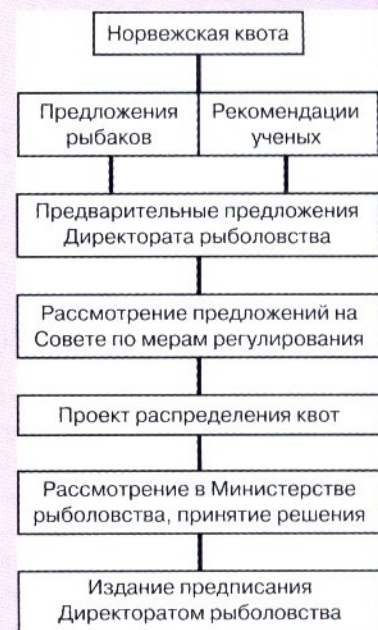 Норвежская квота
Предложения
рыбаков
Рекомендации
ученых
Предварительные предложения
Директората рыболовства
Рассмотрение предложений на
Совете по мерам регулирования
Проект распределения квот
Рассмотрение в Министерстве
рыболовства, принятие решения
Издание предписания
Директоратом рыболовства